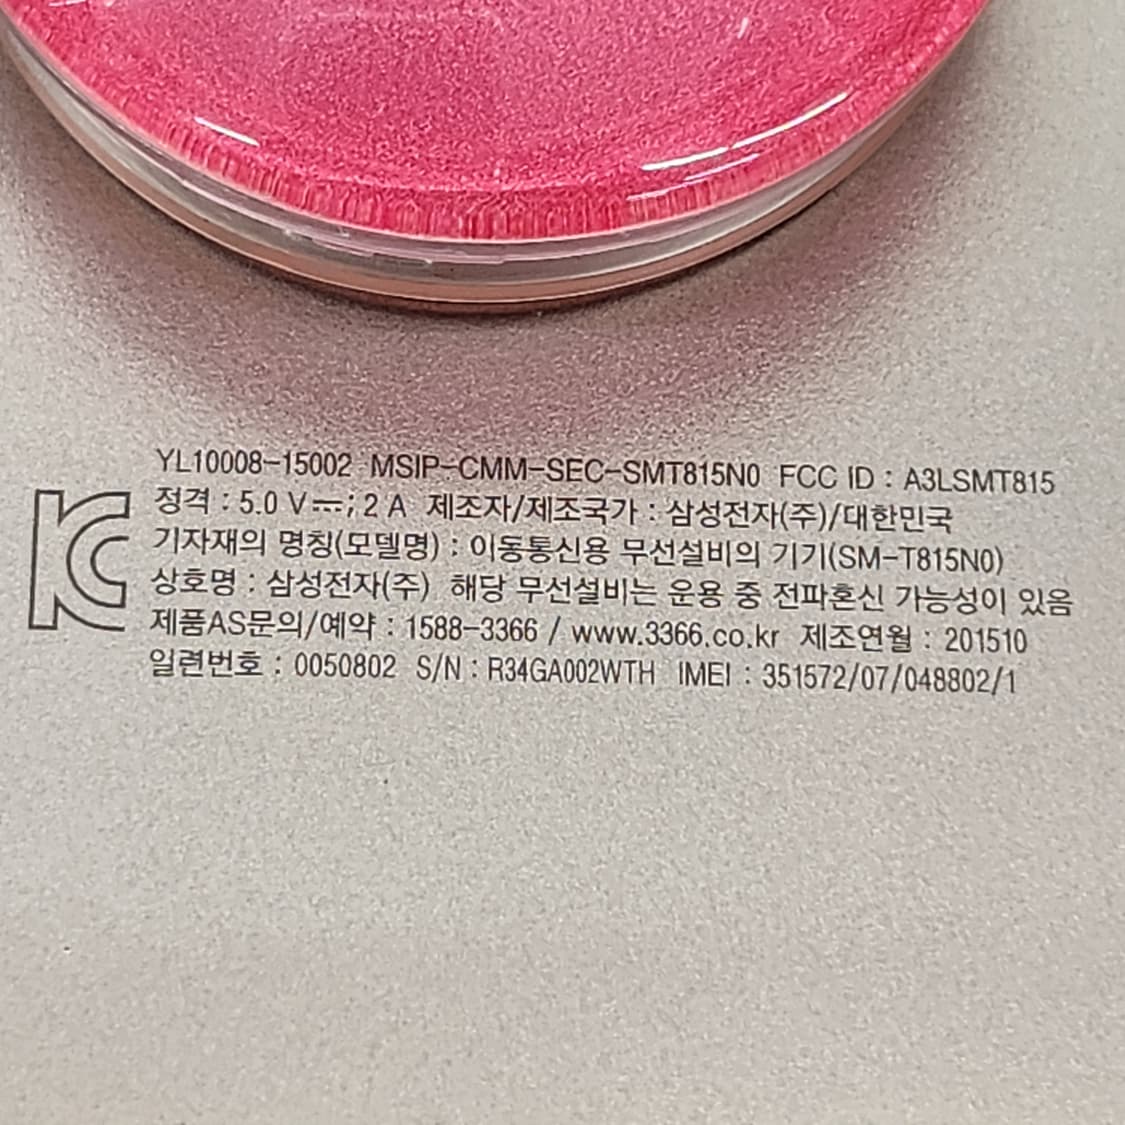 YL10008-15002 MSIP-CMM-SEC-SMT815N0 FCC ID : A3LSMT815
정격 : 5.0 V⎓; 2 A 제조자/제조국가 : 삼성전자(주)/대한민국
기자재의 명칭(모델명) : 이동통신용 무선설비의 기기(SM-T815N0)
상호명 : 삼성전자(주) 해당 무선설비는 운용 중 전파혼신 가능성이 있음
제품AS문의/예약 : 1588-3366 / www.3366.co.kr 제조연월 : 201510
일련번호 : 0050802 S/N : R34GA002WTH IMEI : 351572/07/048802/1